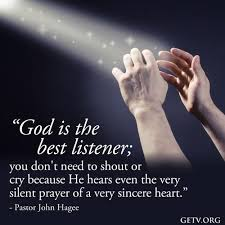 “God is the
best listener;
you don't need to shout or
cry because He hears even the very
silent prayer of a very sincere heart.”
- Pastor John Hagee
GETV.ORG